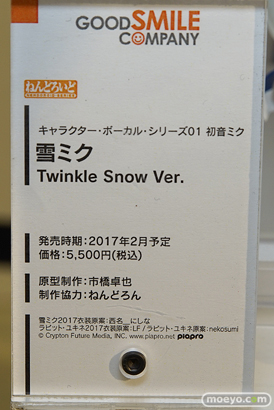 GOOD SMILE
COMPANY
ねんどろいど
キャラクター・ボーカル・シリーズ01 初音ミク
雪ミク
Twinkle Snow Ver.
発売時期：2017年2月予定
価格：5,500円(税込)
原型制作：市橋卓也
制作協力：ねんどろん
雪ミク2017衣装原案：西名_にしな
ラビット・ユキネ2017衣装原案：LF / ラビット・ユキネ原案：nekosumi
© Crypton Future Media, INC. www.piapro.net piapro
moeyo.com